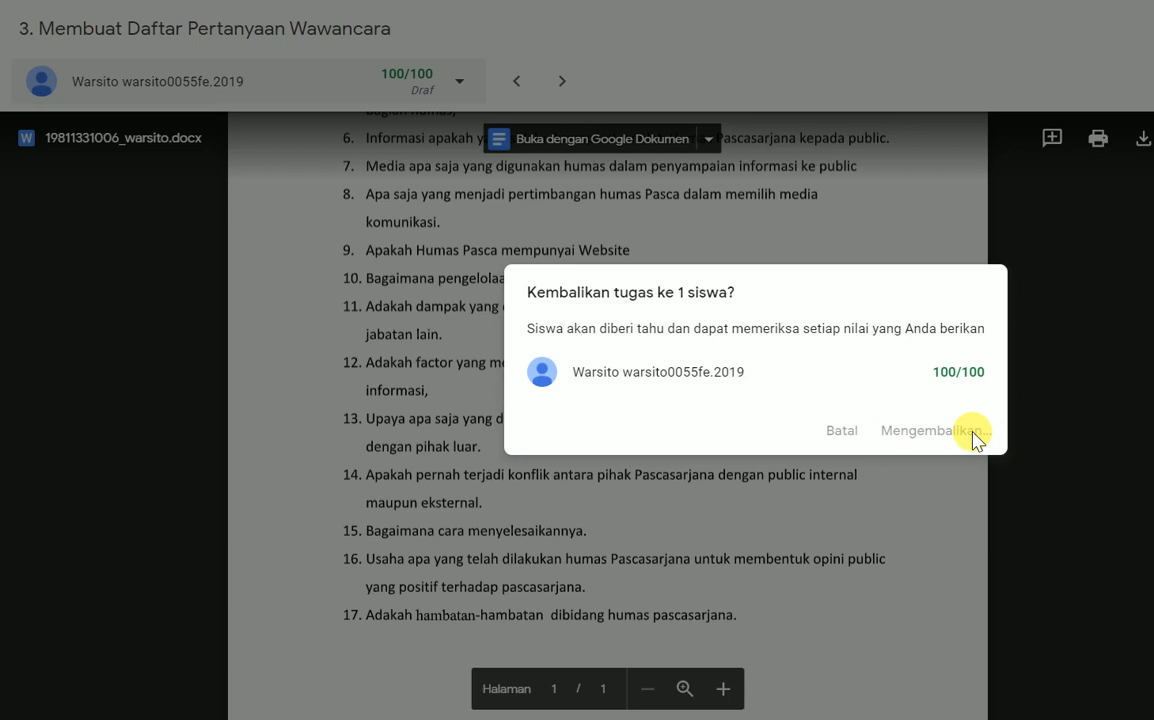 3. Membuat Daftar Pertanyaan Wawancara
Warsito warsito0055fe.2019
100/100
Draf
W 19811331006_warsito.docx
Buka dengan Google Dokumen
6. Informasi apakah Pascasarjana kepada public.
7. Media apa saja yang digunakan humas dalam penyampaian informasi ke public
8. Apa saja yang menjadi pertimbangan humas Pasca dalam memilih media
komunikasi.
9. Apakah Humas Pasca mempunyai Website
10. Bagaimana
11. Adakah dampak yang
jabatan lain.
12. Adakah factor yang
informasi,
13. Upaya apa saja yang
dengan pihak luar.
14. Apakah pernah terjadi konflik antara pihak Pascasarjana dengan public internal
maupun eksternal.
15. Bagaimana cara menyelesaikannya.
16. Usaha apa yang telah dilakukan humas Pascasarjana untuk membentuk opini public
yang positif terhadap pascasarjana.
17. Adakah hambatan-hambatan dibidang humas pascasarjana.
Kembalikan tugas ke 1 siswa?
Siswa akan diberi tahu dan dapat memeriksa setiap nilai yang Anda berikan
Warsito warsito0055fe.2019 100/100
Batal Mengembalikan...
Halaman 1 / 1